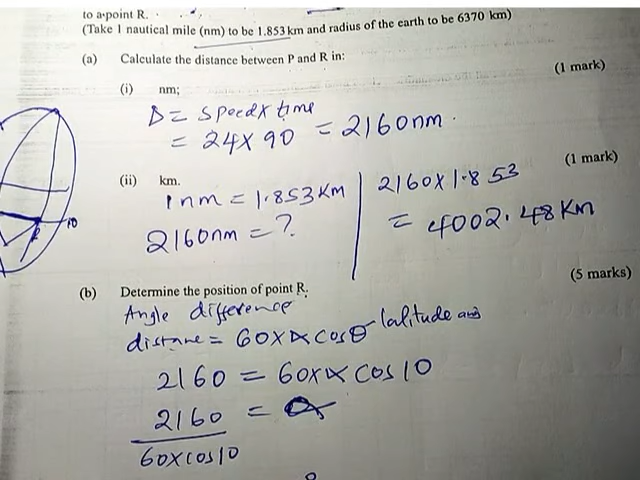 to a point R.
(Take 1 nautical mile (nm) to be 1.853 km and radius of the earth to be 6370 km)
(a) Calculate the distance between P and R in:
(1 mark)
(i) nm;
D = speed x time
= 24 x 90 = 2160nm.
(1 mark)
(ii) km.
1nm = 1.853Km
2160nm = ?
2160 x 1.853
= 4002.48 Km
10
R
(5 marks)
(b) Determine the position of point R.
Angle difference
distane = 60 x α cos θ latitude
2160 = 60 x α cos 10
2160 = α
60 x cos 10